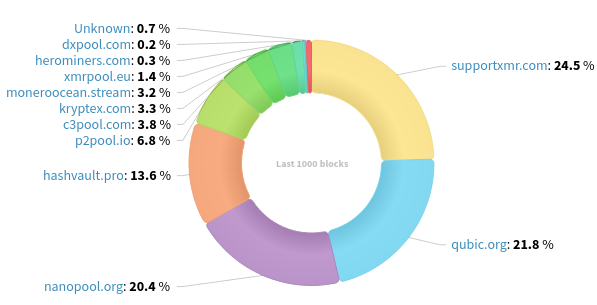 Unknown: 0.7 %
dxpool.com: 0.2 %
herominers.com: 0.3 %
xmrpool.eu: 1.4 %
moneroocean.stream: 3.2 %
kryptex.com: 3.3 %
c3pool.com: 3.8 %
p2pool.io: 6.8 %
hashvault.pro: 13.6 %
nanopool.org: 20.4 %
Last 1000 blocks
supportxmr.com: 24.5 %
qubic.org: 21.8 %